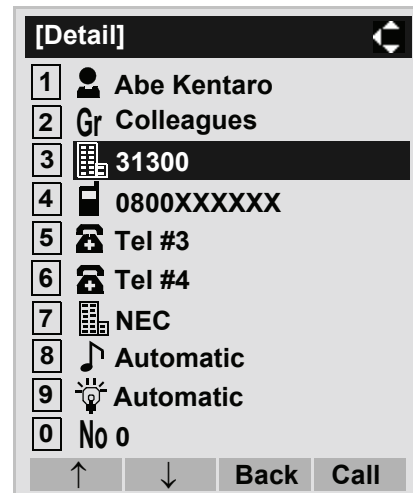 [Detail]
1 Abe Kentaro
2 Gr Colleagues
3 31300
4 0800XXXXXX
5 Tel #3
6 Tel #4
7 NEC
8 Automatic
9 Automatic
0 No 0
↑ ↓ Back Call